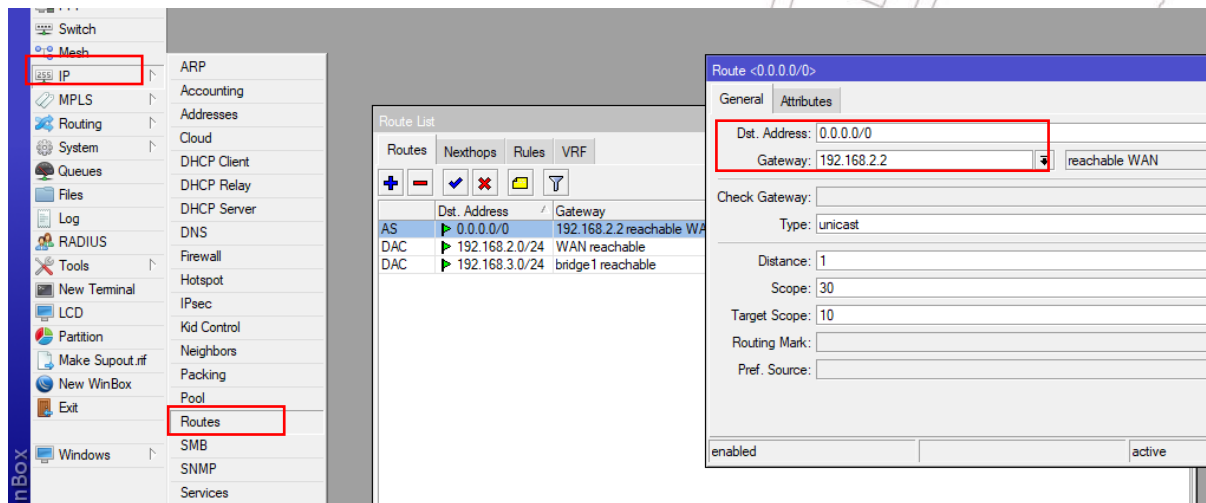 PPP
Switch
Mesh
IP
MPLS
Routing
System
Queues
Files
Log
RADIUS
Tools
New Terminal
LCD
Partition
Make Supout.rif
New WinBox
Exit
Windows
nBox
ARP
Accounting
Addresses
Cloud
DHCP Client
DHCP Relay
DHCP Server
DNS
Firewall
Hotspot
IPsec
Kid Control
Neighbors
Packing
Pool
Routes
SMB
SNMP
Services
Route List
Routes Nexthops Rules VRF
Dst. Address / Gateway
AS 0.0.0.0/0 192.168.2.2 reachable WA
DAC 192.168.2.0/24 WAN reachable
DAC 192.168.3.0/24 bridge1 reachable
Route <0.0.0.0/0>
General Attributes
Dst. Address: 0.0.0.0/0
Gateway: 192.168.2.2 reachable WAN
Check Gateway:
Type: unicast
Distance: 1
Scope: 30
Target Scope: 10
Routing Mark:
Pref. Source:
enabled active